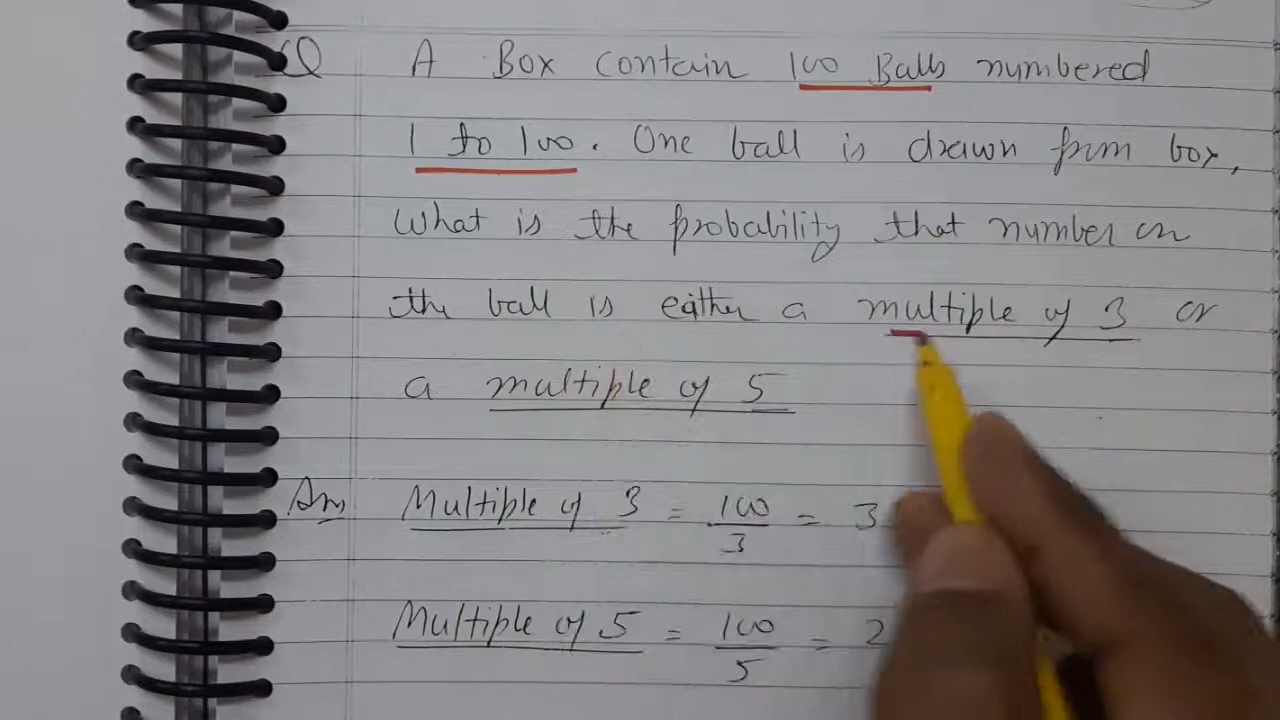 Q A Box contain 100 Balls numbered
1 to 100. One ball is drawn from box,
What is the probability that number on
the ball is either a multiple of 3 or
a multiple of 5
Ans Multiple of 3 = 100/3 = 3
Multiple of 5 = 100/5 = 2